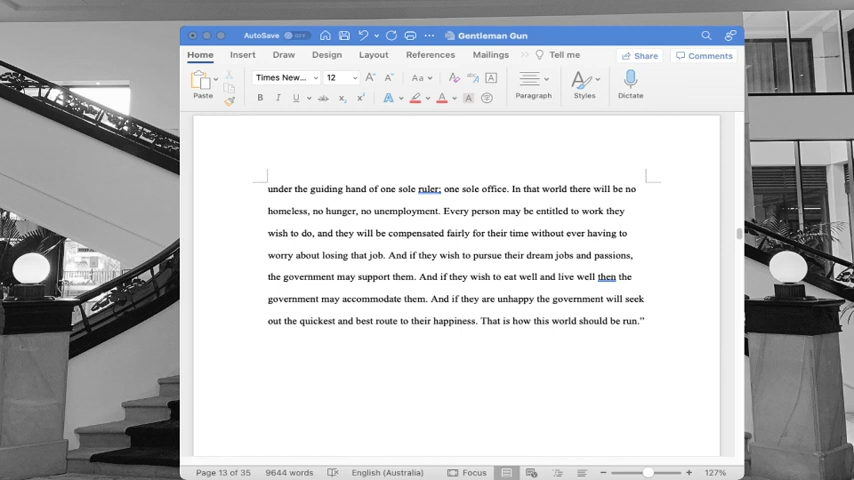 AutoSave OFF Gentleman Gun
Home Insert Draw Design Layout References Mailings Tell me Share Comments
Times New... 12 A A Aa A
Paste B I U ab x₂ x² A A A Paragraph Styles Dictate
under the guiding hand of one sole ruler; one sole office. In that world there will be no
homeless, no hunger, no unemployment. Every person may be entitled to work they
wish to do, and they will be compensated fairly for their time without ever having to
worry about losing that job. And if they wish to pursue their dream jobs and passions,
the government may support them. And if they wish to eat well and live well then the
government may accommodate them. And if they are unhappy the government will seek
out the quickest and best route to their happiness. That is how this world should be run.”
Page 13 of 35 9644 words English (Australia) Focus 127%